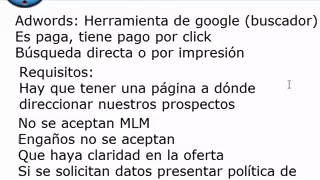 Adwords: Herramienta de google (buscador)
Es paga, tiene pago por click
Búsqueda directa o por impresión
Requisitos:
Hay que tener una página a dónde
direccionar nuestros prospectos
No se aceptan MLM
Engaños no se aceptan
Que haya claridad en la oferta
Si se solicitan datos presentar política de